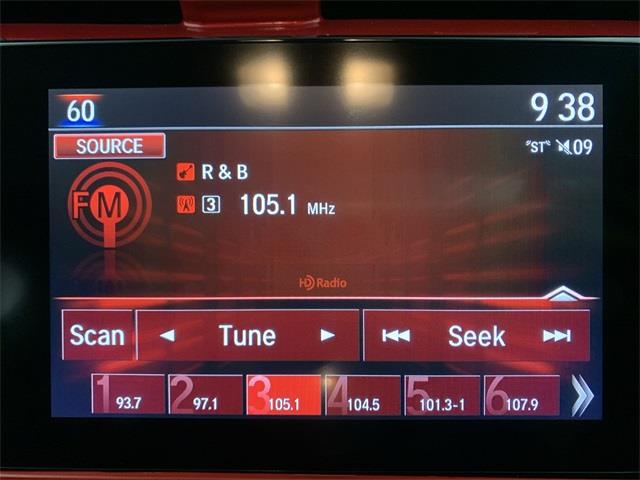 60
9 38
SOURCE
"ST" 09
R & B
FM
3 105.1 MHz
HD Radio
Scan Tune Seek
1 93.7 2 97.1 3 105.1 4 104.5 5 101.3-1 6 107.9